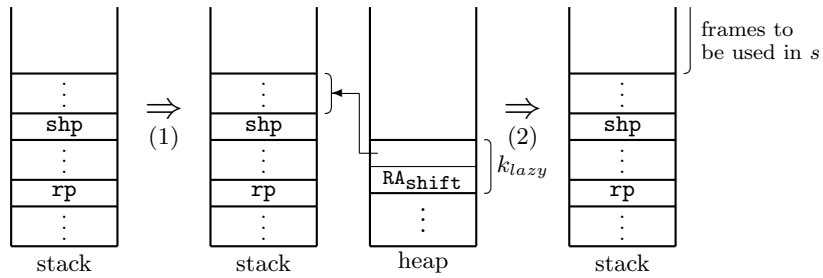 frames to
be used in s
⋮ ⇒ ⋮ ⇒ ⋮
shp (1) shp (2) shp
⋮ ⋮ k_lazy ⋮
rp rp RA_shift rp
⋮ ⋮ ⋮ ⋮
stack stack heap stack